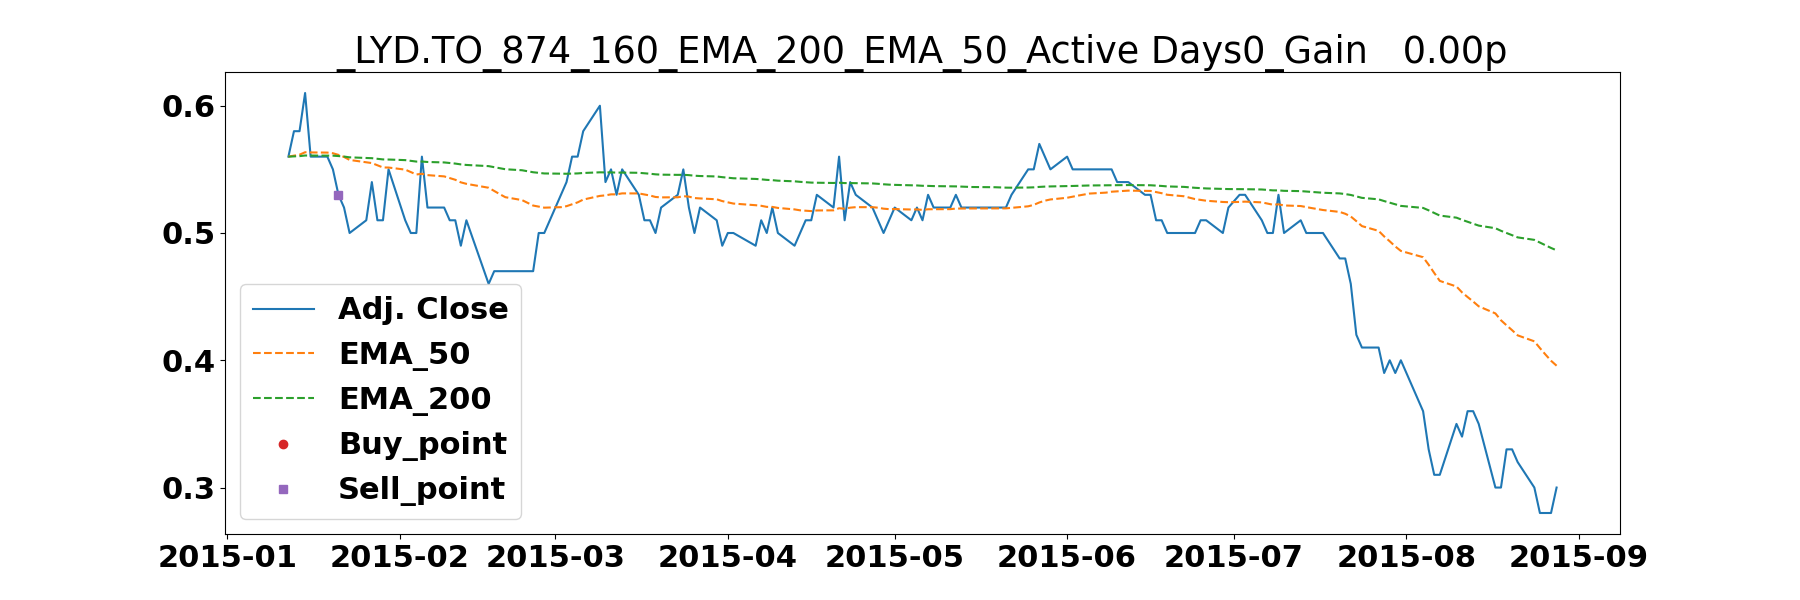 _LYD.TO_874_160_EMA_200_EMA_50_Active Days0_Gain   0.00p
0.6
0.5
0.4
0.3
Adj. Close
EMA_50
EMA_200
Buy_point
Sell_point
2015-01 2015-02 2015-03 2015-04 2015-05 2015-06 2015-07 2015-08 2015-09